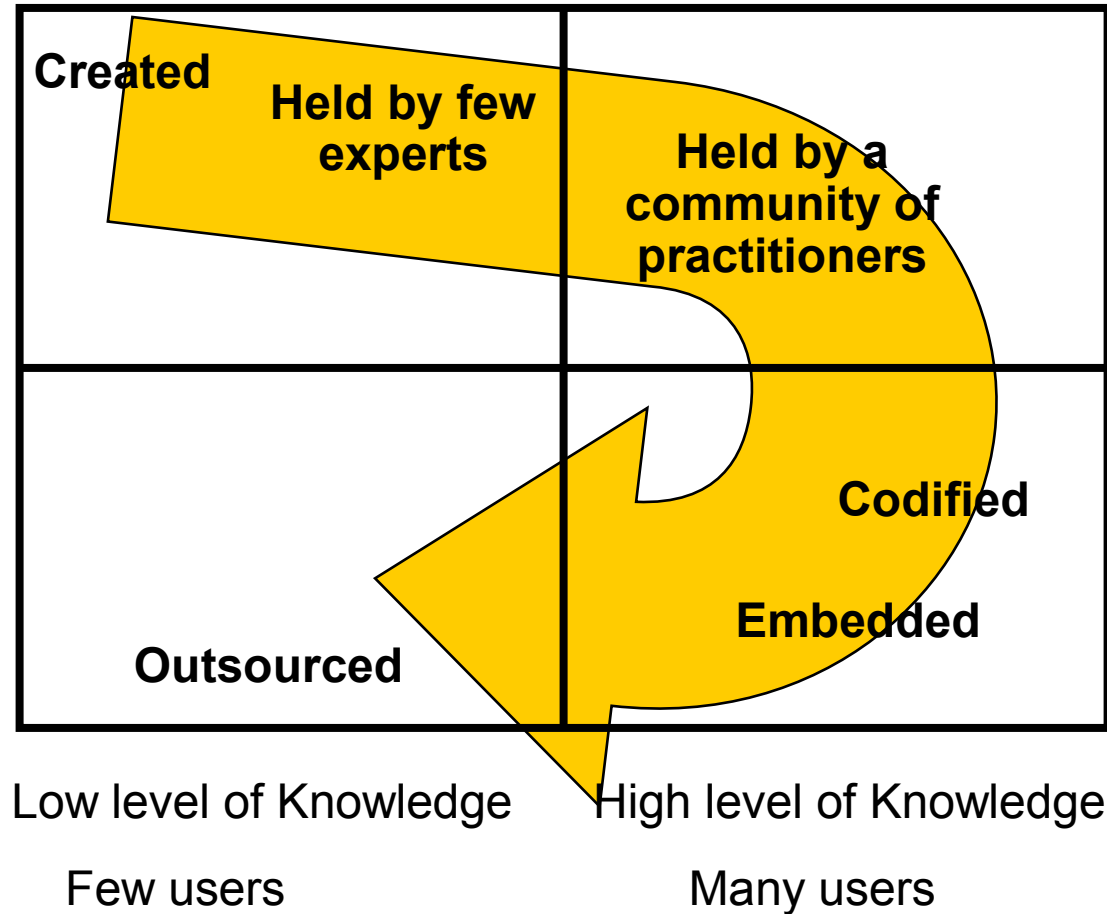 Created
Held by few
experts
Held by a
community of
practitioners
Codified
Embedded
Outsourced
Low level of Knowledge
High level of Knowledge
Few users
Many users